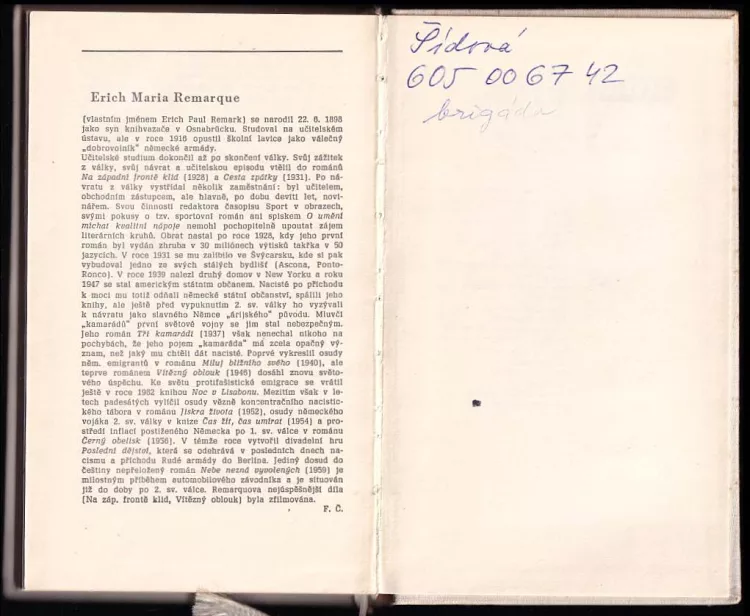 Erich Maria Remarque
(vlastním jménem Erich Paul Remark) se narodil 22. 6. 1898
jako syn knihvazače v Osnabrücku. Studoval na učitelském
ústavu, ale v roce 1916 opustil školní lavice jako válečný
„dobrovolník“ německé armády.
Učitelské studium dokončil až po skončení války. Svůj zážitek
z války, svůj návrat a učitelskou episodu vtělil do románů
Na západní frontě klid (1928) a Cesta zpátky (1931). Po ná-
vratu z války vystřídal několik zaměstnání: byl učitelem,
obchodním zástupcem, ale hlavně, po dobu devíti let, novi-
nářem. Svou činností redaktora časopisu Sport v obrazech,
svými pokusy o tzv. sportovní román ani spiskem O umění
míchat kvalitní nápoje nemohl pochopitelně upoutat zájem
literárních kruhů. Obrat nastal po roce 1928, kdy jeho první
román byl vydán zhruba v 30 miliónech výtisků takřka v 50
jazycích. V roce 1931 se mu zalíbilo ve Švýcarsku, kde si pak
vybudoval jedno ze svých stálých bydlišť (Ascona, Ponto-
Ronco). V roce 1939 nalezl druhý domov v New Yorku a roku
1947 se stal americkým státním občanem. Nacisté po příchodu
k moci mu totiž odňali německé státní občanství, spálili jeho
knihy, ale ještě před vypuknutím 2. sv. války ho vyzývali
k návratu jako slavného Němce „árijského“ původu. Mluvčí
„kamarádů“ první světové vojny se jim stal nebezpečným.
Jeho román Tři kamarádi (1937) však nenechal nikoho na
pochybách, že jeho pojem „kamaráda“ má zcela opačný vý-
znam, než jaký mu chtěli dát nacisté. Poprvé vykreslil osudy
něm. emigrantů v románu Miluj bližního svého (1940), ale
teprve románem Vítězný oblouk (1946) dosáhl znovu světo-
vého úspěchu. Ke světu protifašistické emigrace se vrátil
ještě v roce 1962 knihou Noc v Lisabonu. Mezitím však v le-
tech padesátých vylíčil osudy vězně koncentračního nacistic-
kého tábora v románu Jiskra života (1952), osudy německého
vojáka 2. sv. války v knize Čas žít, čas umírat (1954) a pro-
středí inflací postiženého Německa po 1. sv. válce v románu
Černý obelisk (1956). V témže roce vytvořil divadelní hru
Poslední dějství, která se odehrává v posledních dnech na-
cismu a příchodu Rudé armády do Berlína. Jediný dosud do
češtiny nepřeložený román Nebe nezná vyvolených (1959) je
milostným příběhem automobilového závodníka a je situován
již do doby po 2. sv. válce. Remarquova nejúspěšnější díla
(Na záp. frontě klid, Vítězný oblouk) byla zfilmována.
F. Č.
Šídová
605 00 67 42
brigáda